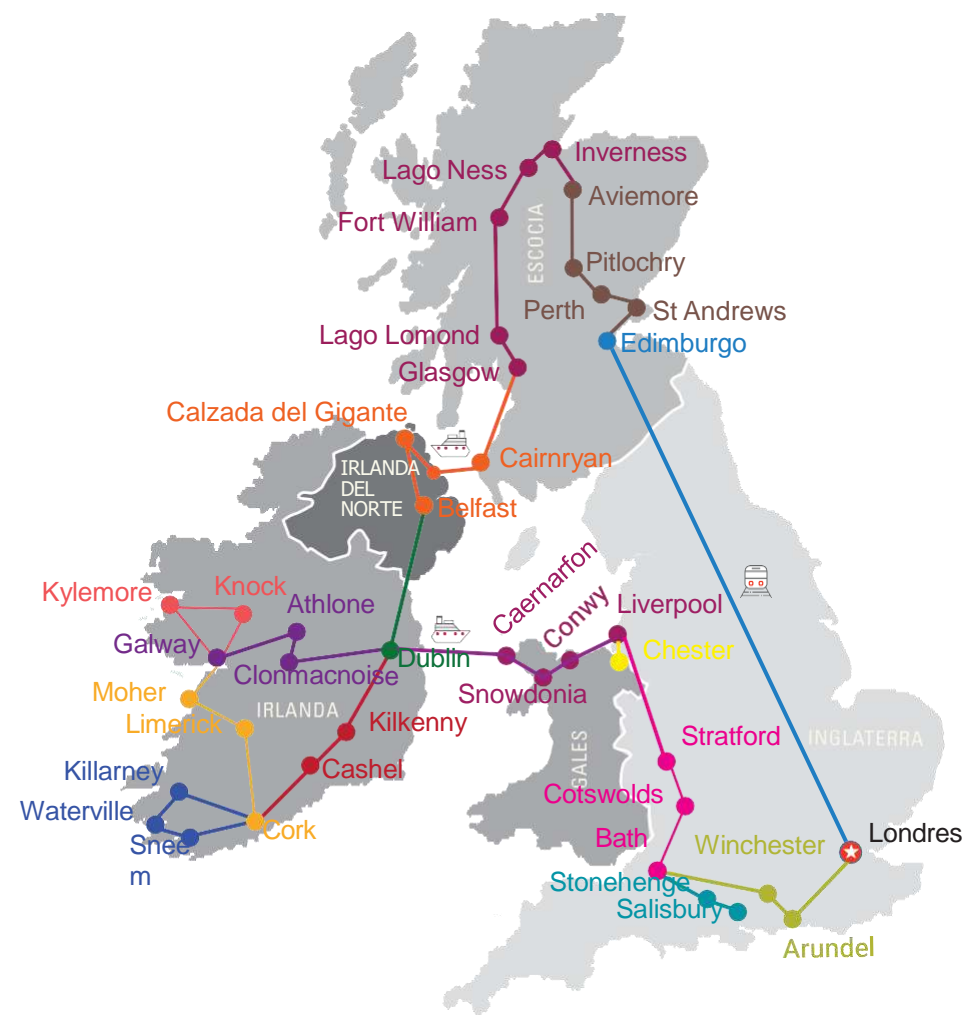 Inverness
Lago Ness
Aviemore
Fort William
ESCOCIA
Pitlochry
Perth
St Andrews
Lago Lomond
Edimburgo
Glasgow
Calzada del Gigante
Cairnryan
IRLANDA
DEL
NORTE
Belfast
Caernarfon
Conwy
Kylemore
Knock
Athlone
Liverpool
Galway
Clonmacnoise
Dublin
Chester
Snowdonia
Moher
Limerick
IRLANDA
Kilkenny
GALES
Stratford
INGLATERRA
Killarney
Cashel
Cotswolds
Waterville
Cork
Snee
m
Bath
Winchester
Londres
Stonehenge
Salisbury
Arundel